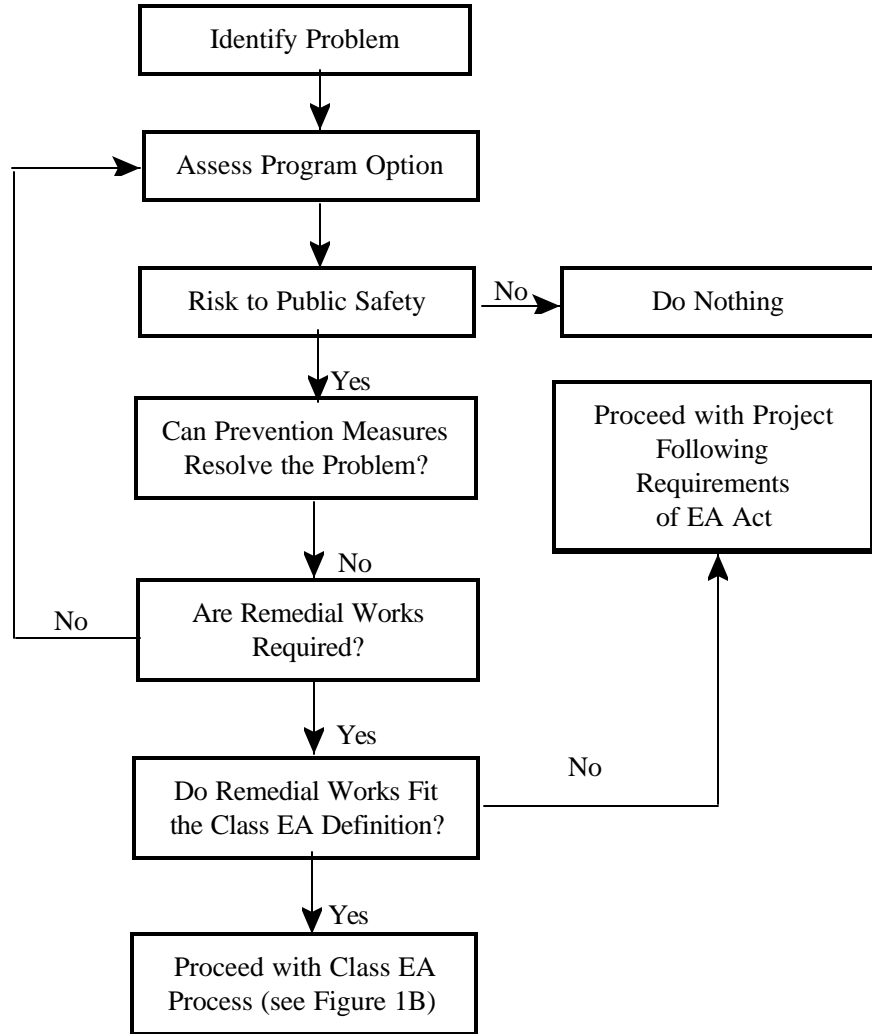 Identify Problem
Assess Program Option
Risk to Public Safety
No
Do Nothing
Yes
Can Prevention Measures
Resolve the Problem?
Proceed with Project
Following
Requirements
of EA Act
No
No
Are Remedial Works
Required?
Yes
No
Do Remedial Works Fit
the Class EA Definition?
Yes
Proceed with Class EA
Process (see Figure 1B)